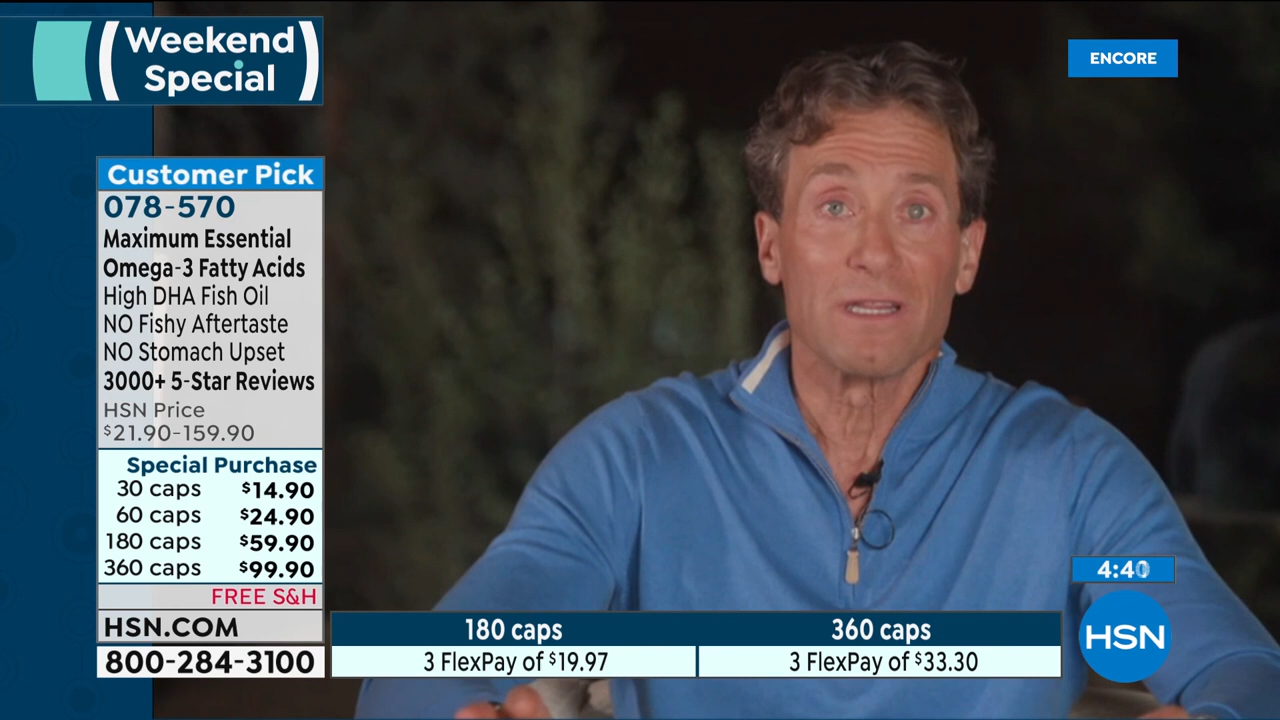 (Weekend
Special)
ENCORE
Customer Pick
078-570
Maximum Essential
Omega-3 Fatty Acids
High DHA Fish Oil
NO Fishy Aftertaste
NO Stomach Upset
3000+ 5-Star Reviews
HSN Price
$21.90-159.90
Special Purchase
30 caps $14.90
60 caps $24.90
180 caps $59.90
360 caps $99.90
FREE S&H
HSN.COM
800-284-3100
180 caps 360 caps
3 FlexPay of $19.97 3 FlexPay of $33.30
4:40
HSN